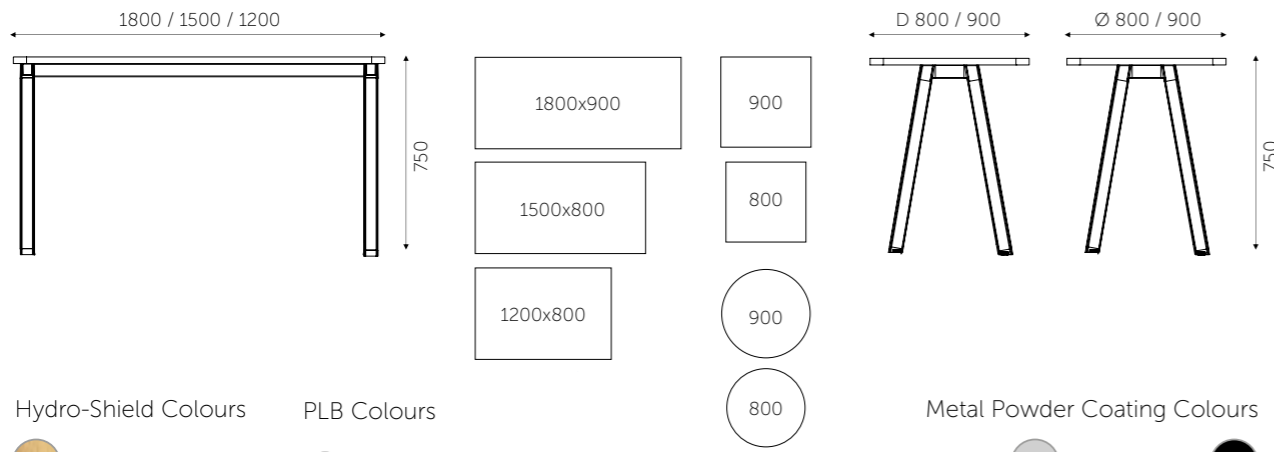 1800 / 1500 / 1200
D 800 / 900
Ø 800 / 900
750
1800x900
900
750
1500x800
800
1200x800
900
800
Hydro-Shield Colours
PLB Colours
Metal Powder Coating Colours